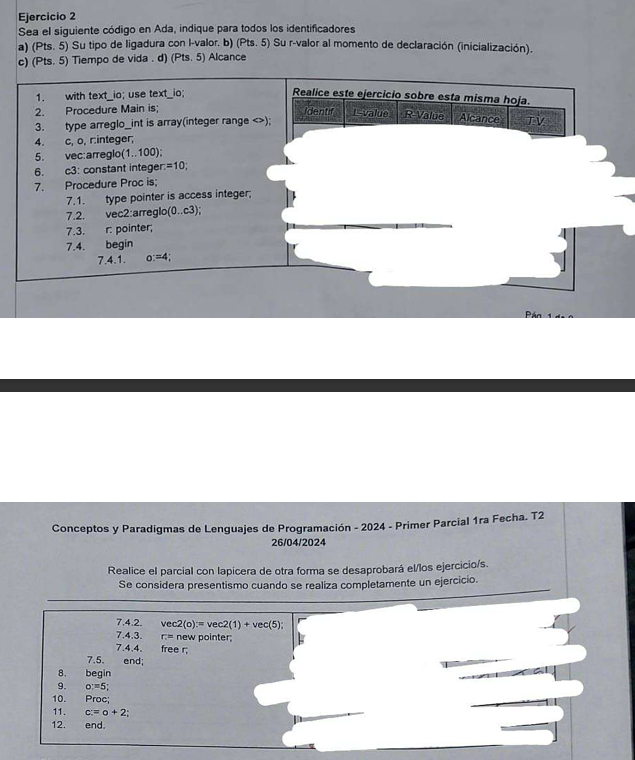 Ejercicio 2
Sea el siguiente código en Ada, indique para todos los identificadores
a) (Pts. 5) Su tipo de ligadura con l-valor. b) (Pts. 5) Su r-valor al momento de declaración (inicialización).
c) (Pts. 5) Tiempo de vida . d) (Pts. 5) Alcance
1. with text_io; use text_io;
2. Procedure Main is;
3. type arreglo_int is array(integer range <>);
4. c, o, r:integer;
5. vec:arreglo(1..100);
6. c3: constant integer:=10;
7. Procedure Proc is;
7.1. type pointer is access integer;
7.2. vec2:arreglo(0..c3);
7.3. r: pointer;
7.4. begin
7.4.1. o:=4;
Realice este ejercicio sobre esta misma hoja.
Identif L-value R-Value Alcance T.V.
Pág. 1
Conceptos y Paradigmas de Lenguajes de Programación - 2024 - Primer Parcial 1ra Fecha. T2
26/04/2024
Realice el parcial con lapicera de otra forma se desaprobará el/los ejercicio/s.
Se considera presentismo cuando se realiza completamente un ejercicio.
7.4.2. vec2(o):= vec2(1) + vec(5);
7.4.3. r:= new pointer;
7.4.4. free r;
7.5. end;
8. begin
9. o:=5;
10. Proc;
11. c:= o + 2;
12. end.